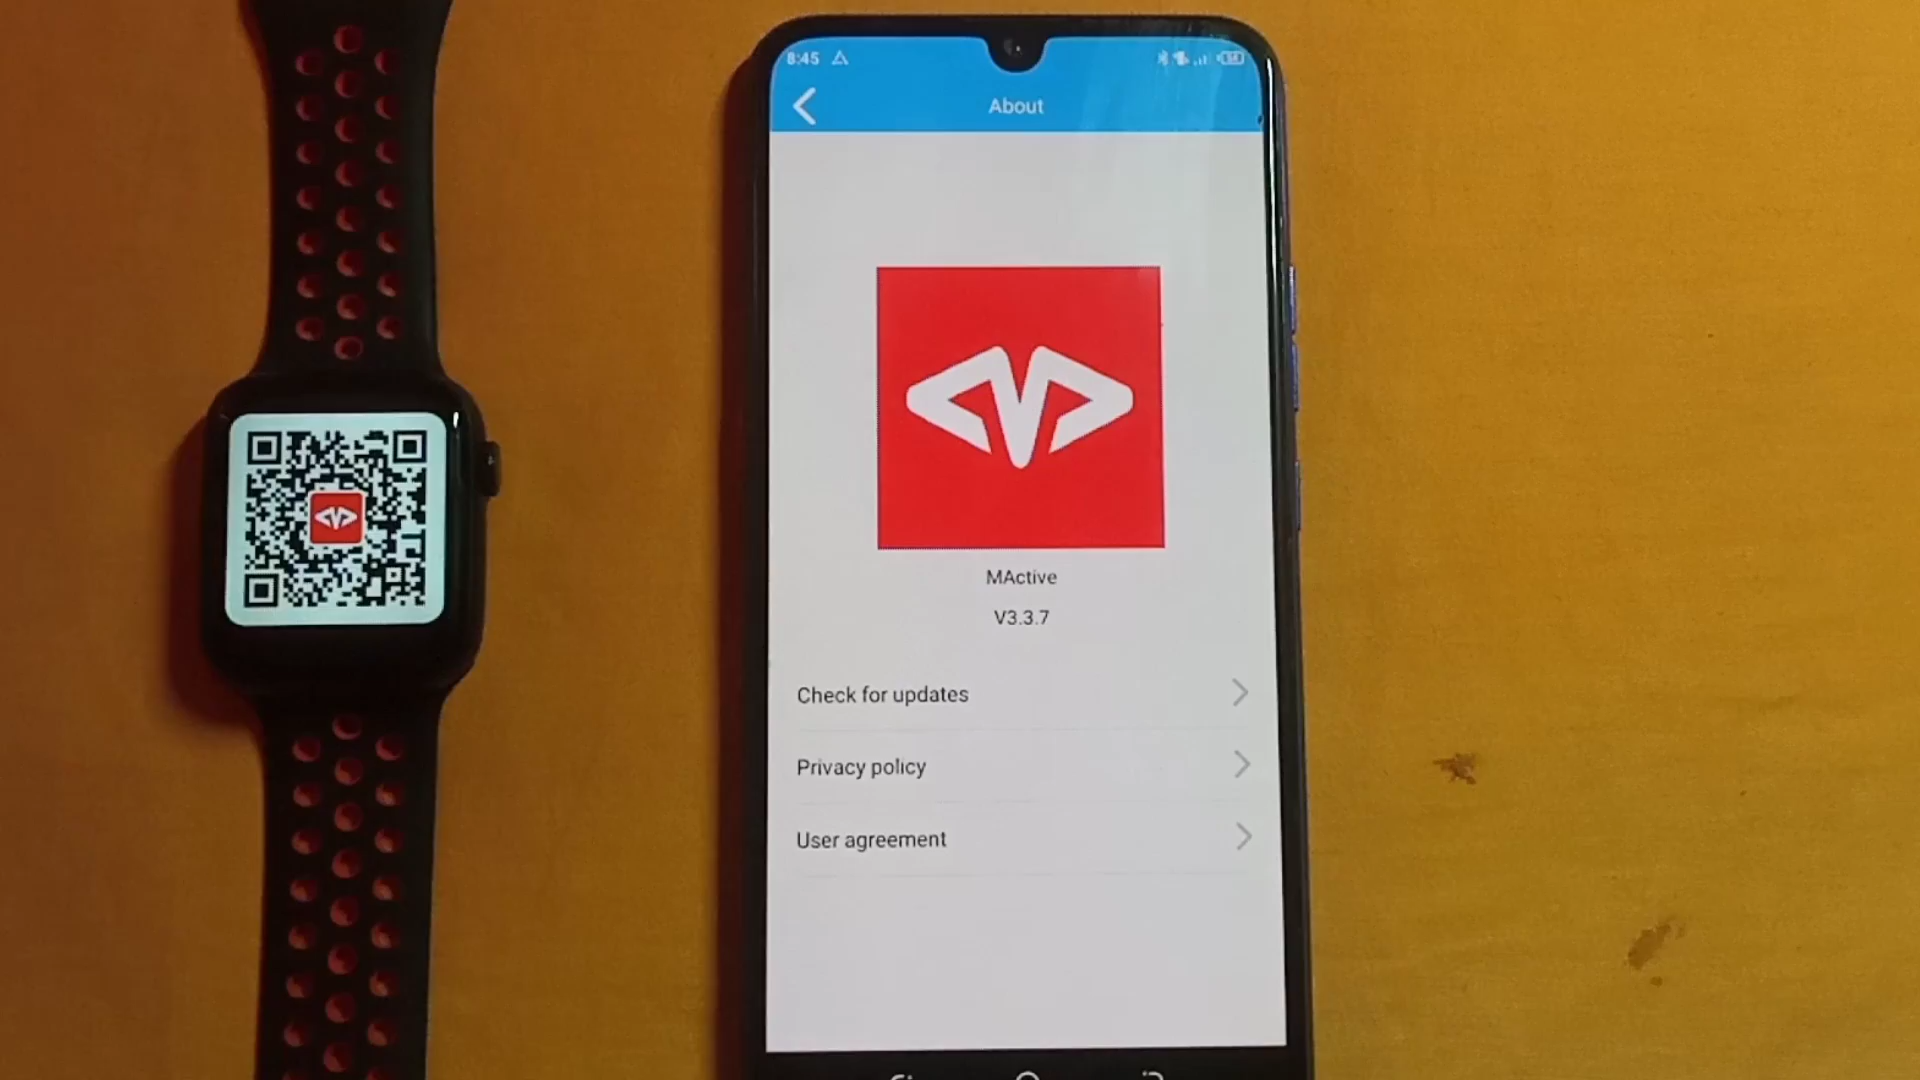 8:45
About
MActive
V3.3.7
Check for updates
Privacy policy
User agreement